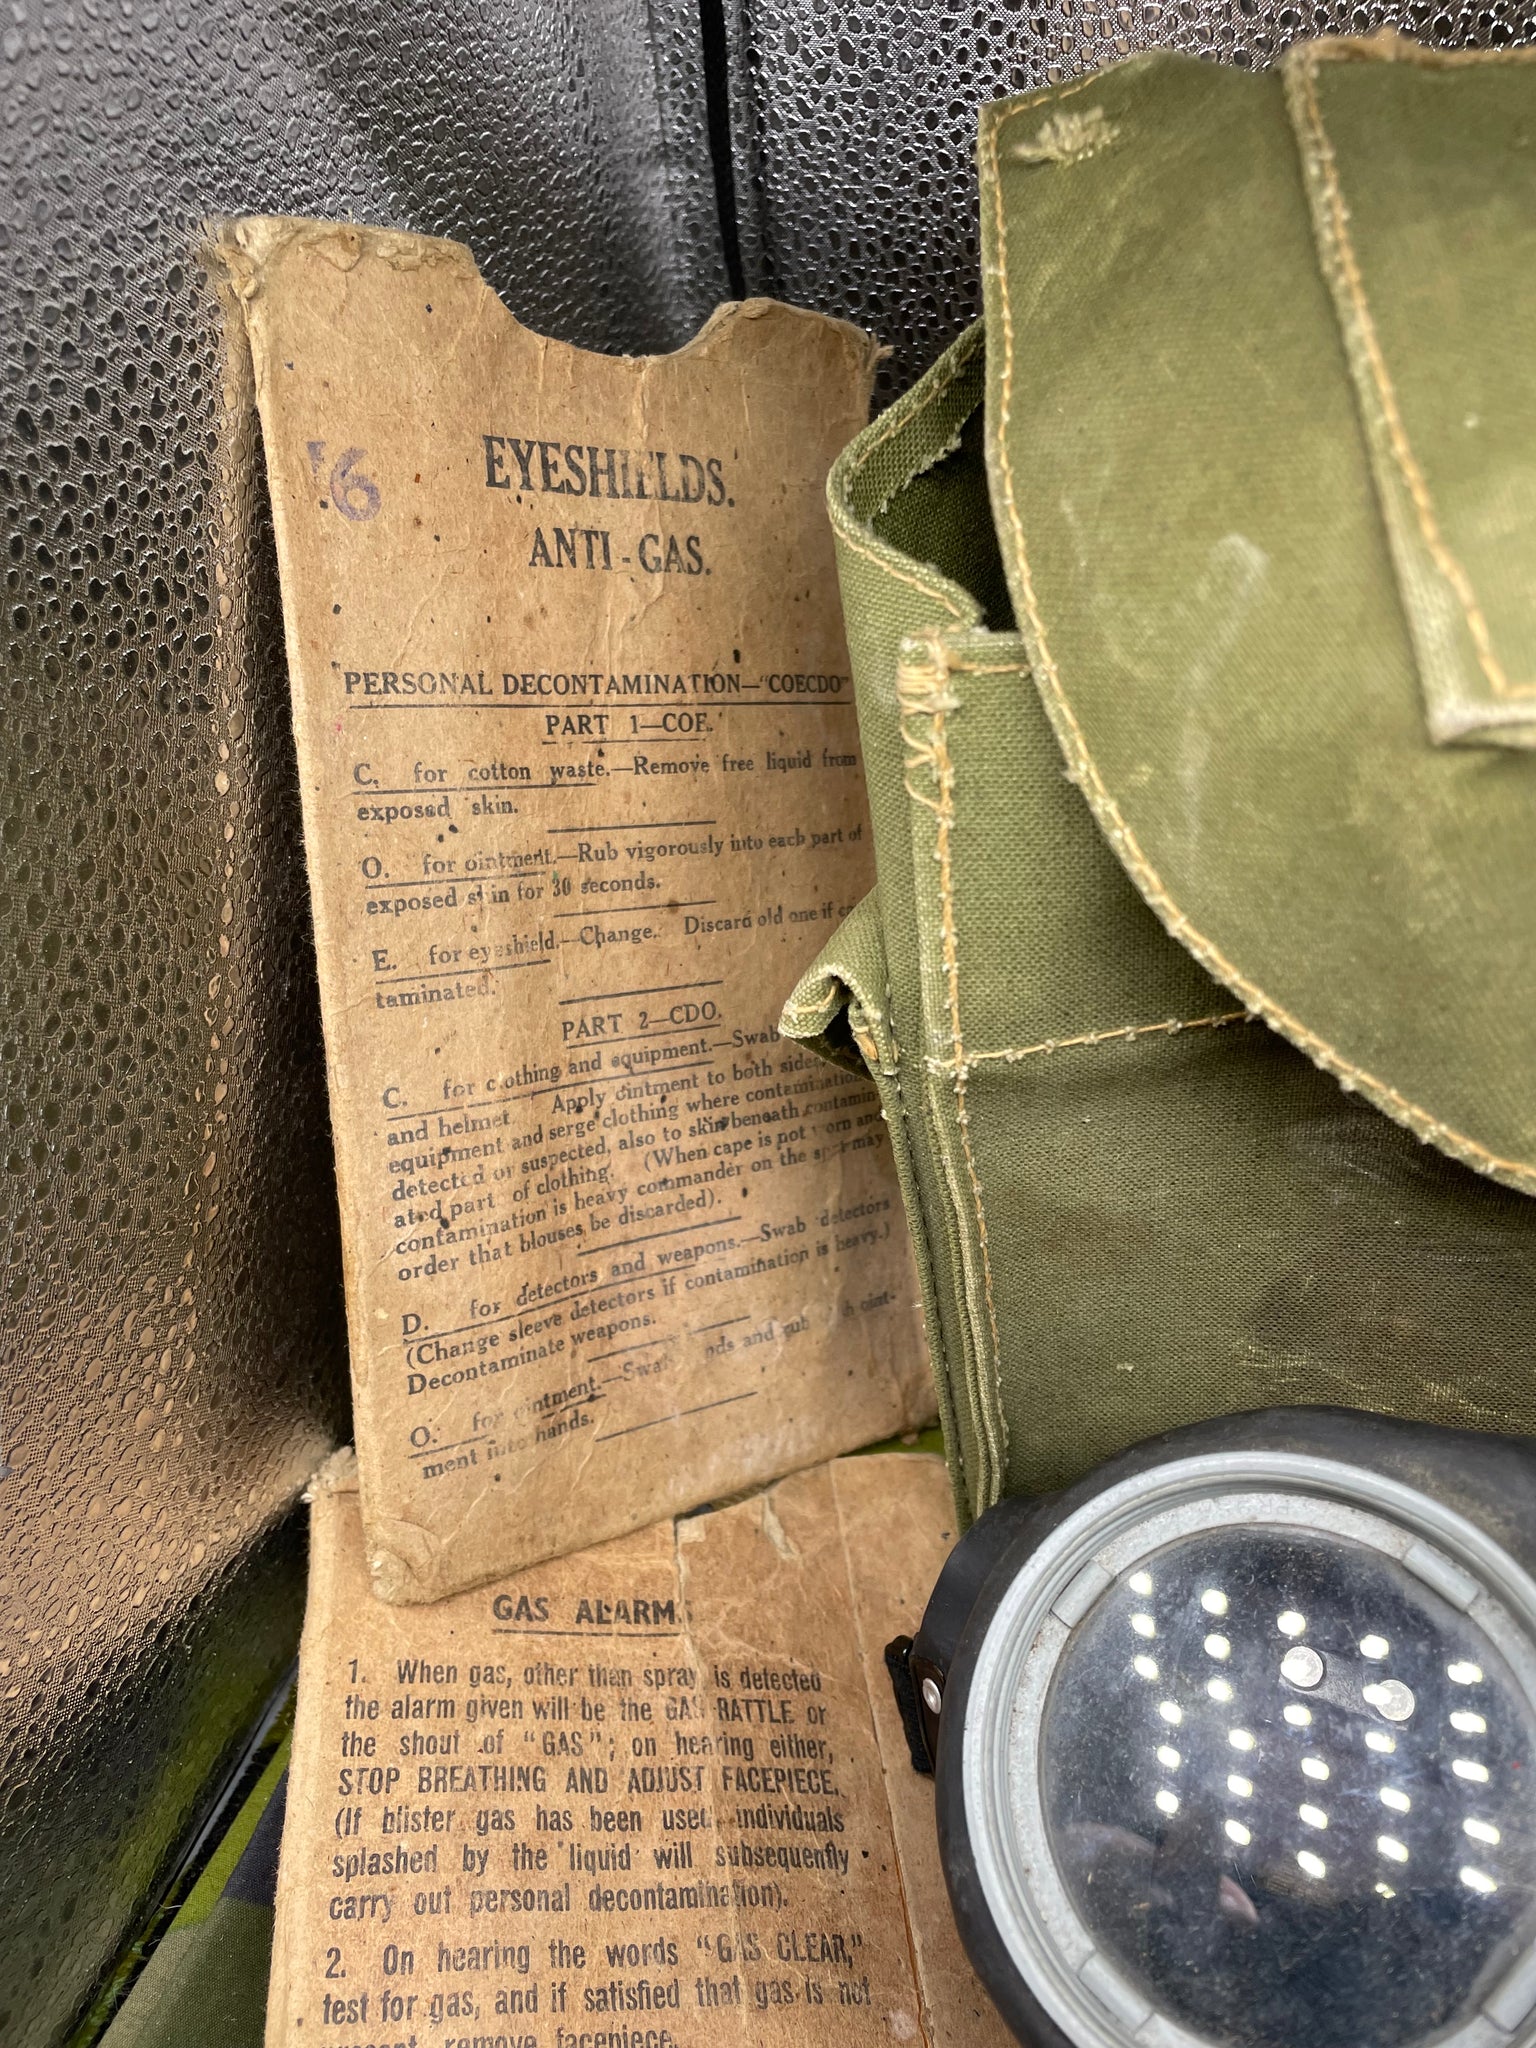 6
EYESHIELDS.
ANTI-GAS.
PERSONAL DECONTAMINATION—"COECDO"
PART 1—COE.
C. for cotton waste.—Remove free liquid from
exposed skin.
O. for ointment.—Rub vigorously into each part of
exposed skin for 30 seconds.
E. for eyeshield.—Change. Discard old one if
taminated.
PART 2—CDO.
C. for clothing and equipment.—Swab
and helmet. Apply ointment to both sides
equipment and serge clothing where contamination
detected or suspected, also to skin beneath contamin-
ated part of clothing. (When cape is not worn and
contamination is heavy commander on the spot may
order that blouses be discarded).
D. for detectors and weapons.—Swab detectors
(Change sleeve detectors if contamination is heavy.)
Decontaminate weapons.
O. for ointment.—Swab and rub oint-
ment into hands.
GAS ALARM
1. When gas, other than spray is detected
the alarm given will be the GAS RATTLE or
the shout of "GAS"; on hearing either,
STOP BREATHING AND ADJUST FACEPIECE.
(If blister gas has been used, individuals
splashed by the liquid will subsequently
carry out personal decontamination).
2. On hearing the words "GAS CLEAR,"
test for gas, and if satisfied that gas is not
present, remove facepiece.